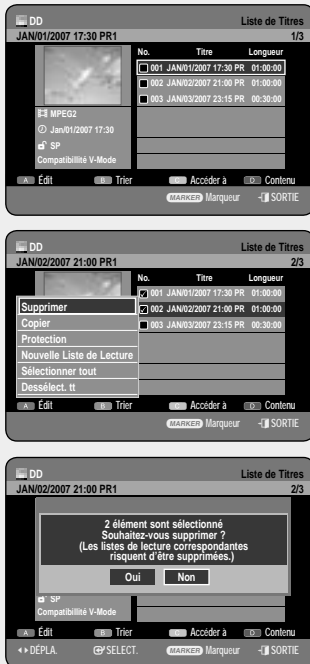 DD Liste de Titres
JAN/01/2007 17:30 PR1 1/3
No. Titre Longueur
001 JAN/01/2007 17:30 PR 01:00:00
002 JAN/02/2007 21:00 PR 01:00:00
003 JAN/03/2007 23:15 PR 00:30:00
MPEG2
Jan/01/2007 17:30
SP
Compatibillité V-Mode
A Édit B Trier C Accéder à D Contenu
MARKER Marqueur SORTIE
DD Liste de Titres
JAN/02/2007 21:00 PR1 2/3
No. Titre Longueur
001 JAN/01/2007 17:30 PR 01:00:00
002 JAN/02/2007 21:00 PR 01:00:00
003 JAN/03/2007 23:15 PR 00:30:00
Supprimer
Copier
Protection
Nouvelle Liste de Lecture
Sélectionner tout
Dessélect. tt
A Édit B Trier C Accéder à D Contenu
MARKER Marqueur SORTIE
DD Liste de Titres
JAN/02/2007 21:00 PR1 2/3
2 élément sont sélectionné
Souhaitez-vous supprimer ?
(Les listes de lecture correspondantes
risquent d'être supprimées.)
Oui Non
SP
Compatibillité V-Mode
A Édit B Trier C Accéder à D Contenu
DÉPLA. SELECT. MARKER Marqueur SORTIE